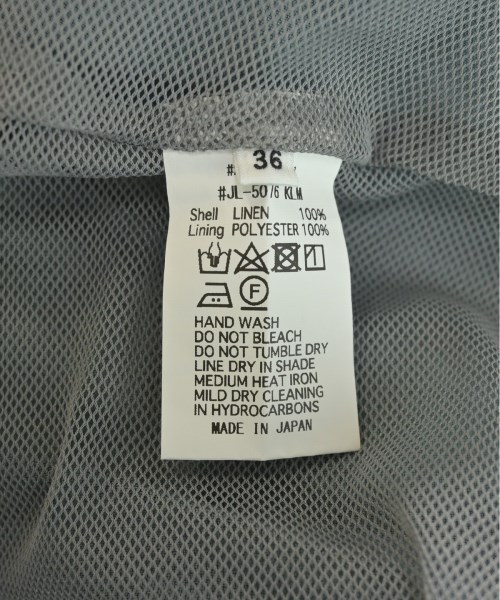 36
#JL-5076 KLM
Shell LINEN 100%
Lining POLYESTER 100%
F
HAND WASH
DO NOT BLEACH
DO NOT TUMBLE DRY
LINE DRY IN SHADE
MEDIUM HEAT IRON
MILD DRY CLEANING
IN HYDROCARBONS
MADE IN JAPAN